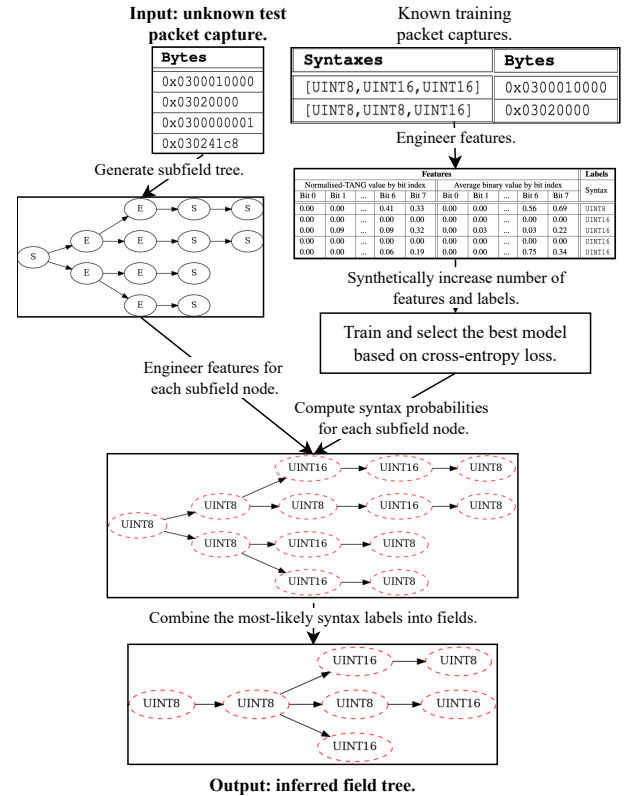 Input: unknown test
packet capture.
Known training
packet captures.
Bytes
0x0300010000
0x03020000
0x0300000001
0x030241c8
Syntaxes Bytes
[UINT8,UINT16,UINT16] 0x0300010000
[UINT8,UINT8,UINT16] 0x03020000
Generate subfield tree.
Engineer features.
Features Labels
Normalised-TANG value by bit index Average binary value by bit index Syntax
Bit 0 Bit 1 ... Bit 6 Bit 7 Bit 0 Bit 1 ... Bit 6 Bit 7
0.00 0.00 ... 0.41 0.33 0.00 0.00 ... 0.56 0.69 UINT8
0.00 0.00 ... 0.00 0.00 0.00 0.00 ... 0.00 0.00 UINT16
0.00 0.09 ... 0.09 0.32 0.00 0.03 ... 0.03 0.22 UINT16
0.00 0.00 ... 0.00 0.00 0.00 0.00 ... 0.00 0.00 UINT16
0.00 0.00 ... 0.06 0.19 0.00 0.00 ... 0.75 0.34 UINT16
E S S
E E S S
S
E E S
E S
Synthetically increase number of
features and labels.
Train and select the best model
based on cross-entropy loss.
Engineer features for
each subfield node.
Compute syntax probabilities
for each subfield node.
UINT16 UINT16 UINT8
UINT8 UINT8 UINT16 UINT8
UINT8
UINT8 UINT16 UINT8
UINT16 UINT8
Combine the most-likely syntax labels into fields.
UINT16 UINT8
UINT8 UINT8 UINT8 UINT16
UINT16
Output: inferred field tree.